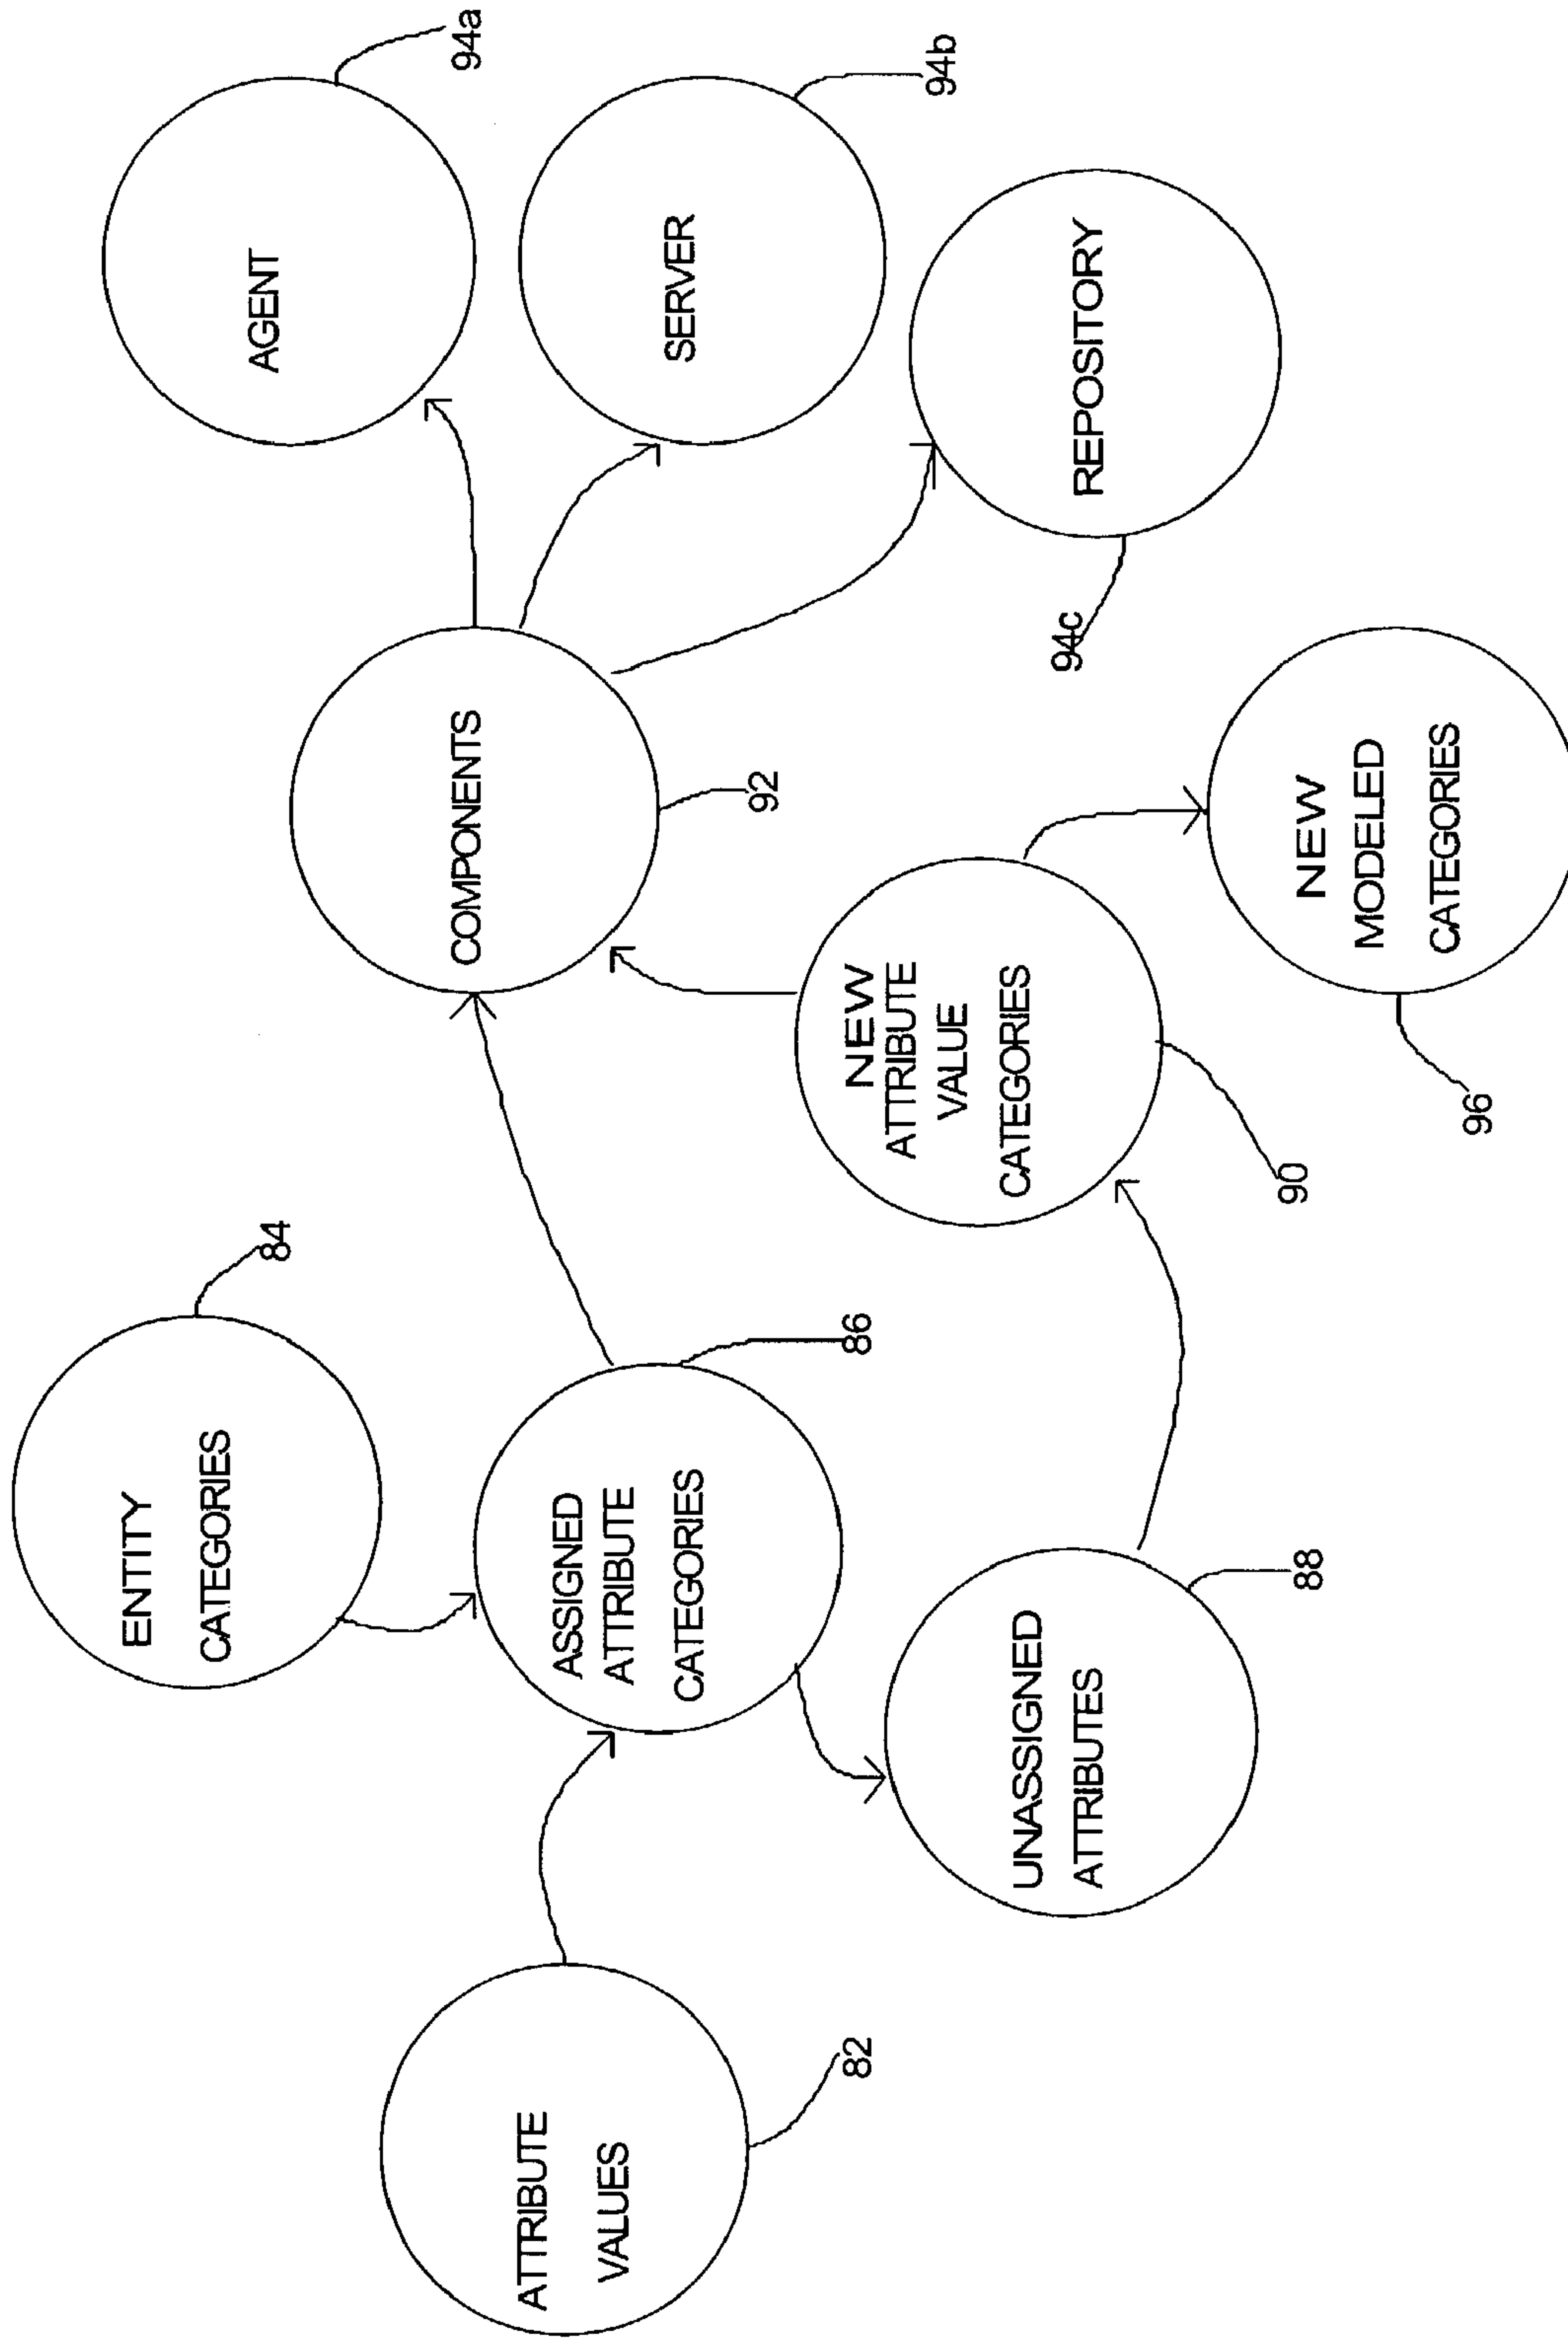 ATTRIBUTE
VALUES
82
ENTITY
CATEGORIES
84
ASSIGNED
ATTRIBUTE
CATEGORIES
86
UNASSIGNED
ATTRIBUTES
88
NEW
ATTRIBUTE
VALUE
CATEGORIES
90
COMPONENTS
92
AGENT
94a
SERVER
94b
REPOSITORY
94c
NEW
MODELED
CATEGORIES
96